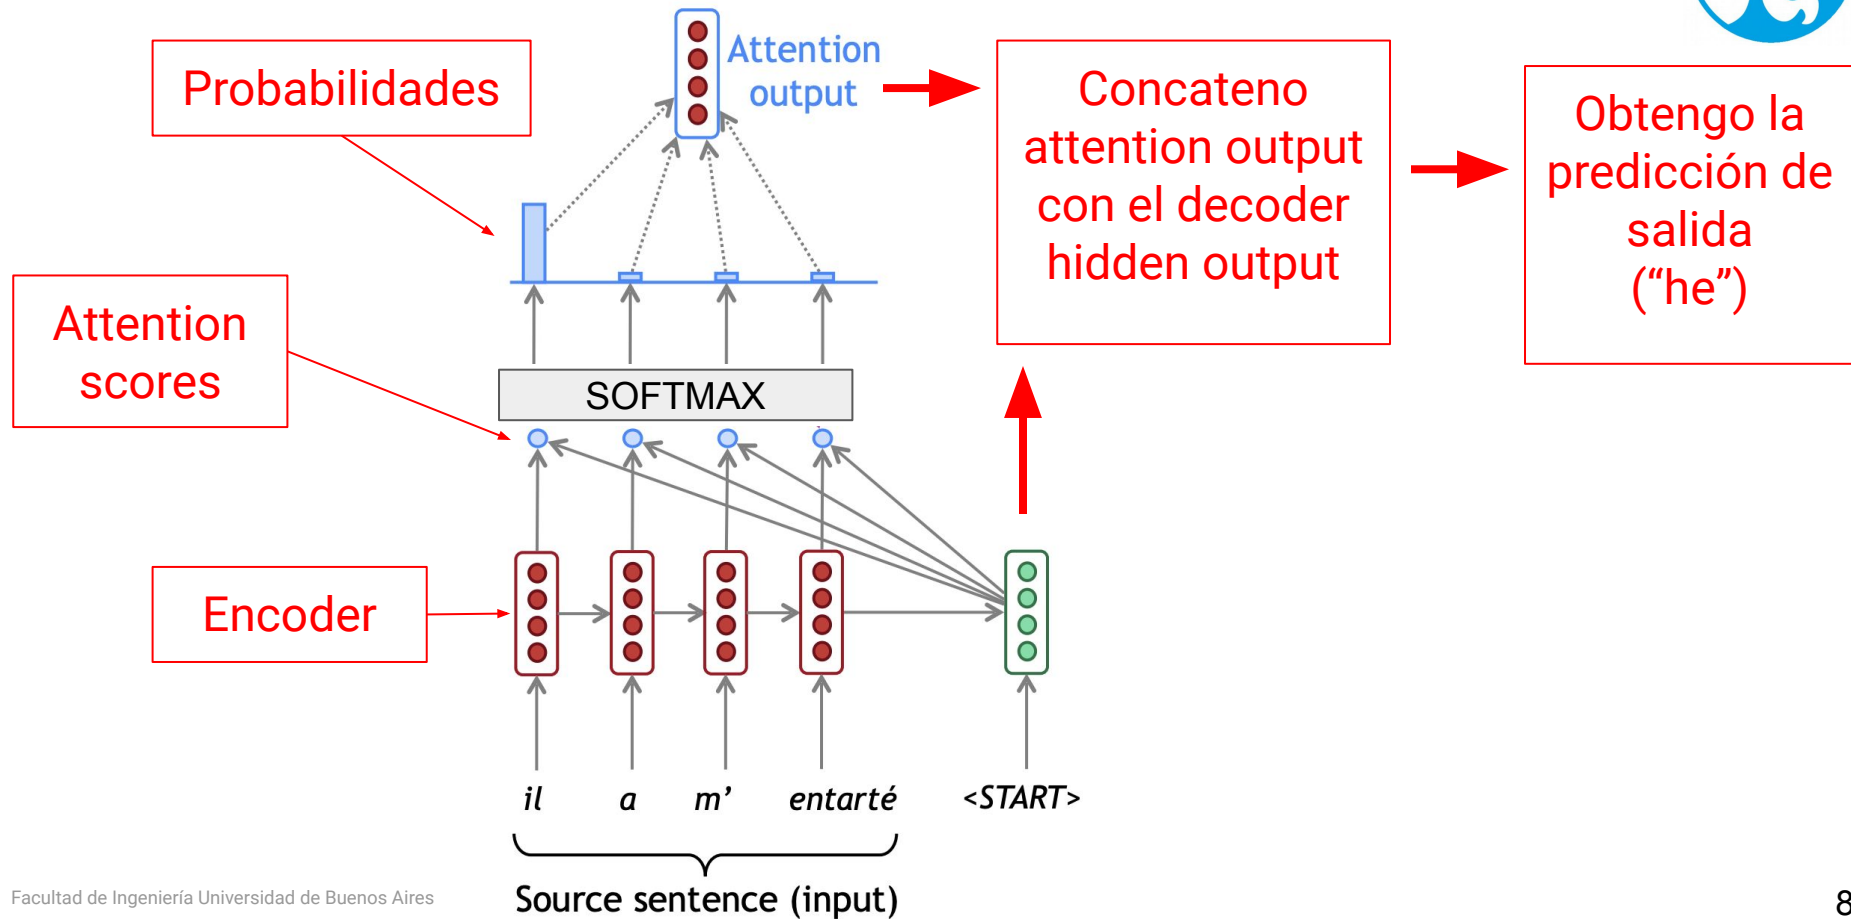 Probabilidades
Attention
output
Concateno
attention output
con el decoder
hidden output
Obtengo la
predicción de
salida
(“he”)
Attention
scores
SOFTMAX
Encoder
il a m’ entarté <START>
Source sentence (input)
Facultad de Ingeniería Universidad de Buenos Aires
8